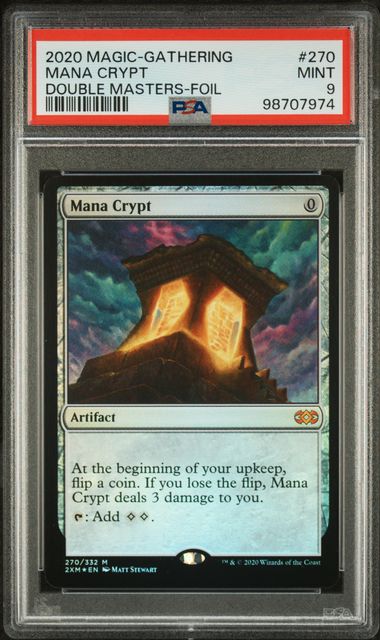 2020 MAGIC-GATHERING #270
MANA CRYPT MINT
DOUBLE MASTERS-FOIL 9
PSA 98707974
Mana Crypt 0
Artifact
At the beginning of your upkeep,
flip a coin. If you lose the flip, Mana
Crypt deals 3 damage to you.
: Add ◇◇.
270/332 M
2XM★EN Matt Stewart
™ & © 2020 Wizards of the Coast
PSA